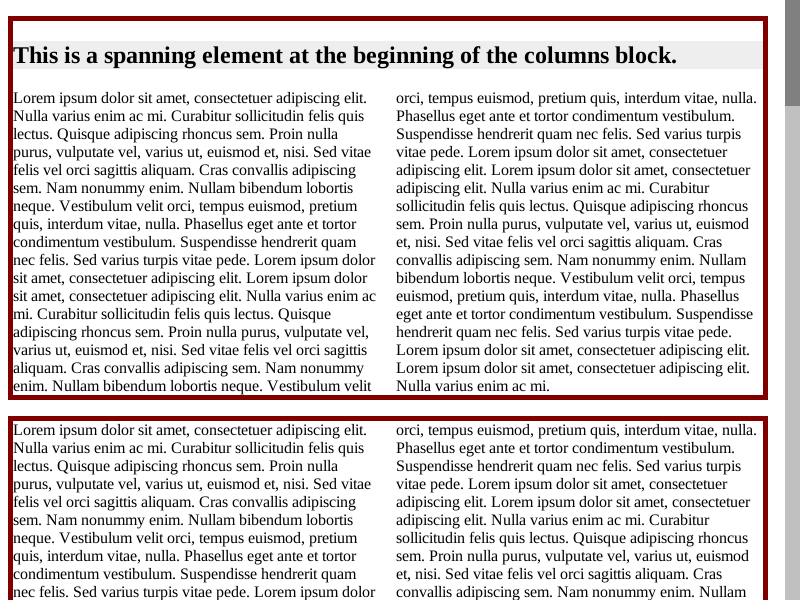 This is a spanning element at the beginning of the columns block.
Lorem ipsum dolor sit amet, consectetuer adipiscing elit.
Nulla varius enim ac mi. Curabitur sollicitudin felis quis
lectus. Quisque adipiscing rhoncus sem. Proin nulla
purus, vulputate vel, varius ut, euismod et, nisi. Sed vitae
felis vel orci sagittis aliquam. Cras convallis adipiscing
sem. Nam nonummy enim. Nullam bibendum lobortis
neque. Vestibulum velit orci, tempus euismod, pretium
quis, interdum vitae, nulla. Phasellus eget ante et tortor
condimentum vestibulum. Suspendisse hendrerit quam
nec felis. Sed varius turpis vitae pede. Lorem ipsum dolor
sit amet, consectetuer adipiscing elit. Lorem ipsum dolor
sit amet, consectetuer adipiscing elit. Nulla varius enim ac
mi. Curabitur sollicitudin felis quis lectus. Quisque
adipiscing rhoncus sem. Proin nulla purus, vulputate vel,
varius ut, euismod et, nisi. Sed vitae felis vel orci sagittis
aliquam. Cras convallis adipiscing sem. Nam nonummy
enim. Nullam bibendum lobortis neque. Vestibulum velit
orci, tempus euismod, pretium quis, interdum vitae, nulla.
Phasellus eget ante et tortor condimentum vestibulum.
Suspendisse hendrerit quam nec felis. Sed varius turpis
vitae pede. Lorem ipsum dolor sit amet, consectetuer
adipiscing elit. Lorem ipsum dolor sit amet, consectetuer
adipiscing elit. Nulla varius enim ac mi. Curabitur
sollicitudin felis quis lectus. Quisque adipiscing rhoncus
sem. Proin nulla purus, vulputate vel, varius ut, euismod
et, nisi. Sed vitae felis vel orci sagittis aliquam. Cras
convallis adipiscing sem. Nam nonummy enim. Nullam
bibendum lobortis neque. Vestibulum velit orci, tempus
euismod, pretium quis, interdum vitae, nulla. Phasellus
eget ante et tortor condimentum vestibulum. Suspendisse
hendrerit quam nec felis. Sed varius turpis vitae pede.
Lorem ipsum dolor sit amet, consectetuer adipiscing elit.
Lorem ipsum dolor sit amet, consectetuer adipiscing elit.
Nulla varius enim ac mi.
Lorem ipsum dolor sit amet, consectetuer adipiscing elit.
Nulla varius enim ac mi. Curabitur sollicitudin felis quis
lectus. Quisque adipiscing rhoncus sem. Proin nulla
purus, vulputate vel, varius ut, euismod et, nisi. Sed vitae
felis vel orci sagittis aliquam. Cras convallis adipiscing
sem. Nam nonummy enim. Nullam bibendum lobortis
neque. Vestibulum velit orci, tempus euismod, pretium
quis, interdum vitae, nulla. Phasellus eget ante et tortor
condimentum vestibulum. Suspendisse hendrerit quam
nec felis. Sed varius turpis vitae pede. Lorem ipsum dolor
orci, tempus euismod, pretium quis, interdum vitae, nulla.
Phasellus eget ante et tortor condimentum vestibulum.
Suspendisse hendrerit quam nec felis. Sed varius turpis
vitae pede. Lorem ipsum dolor sit amet, consectetuer
adipiscing elit. Lorem ipsum dolor sit amet, consectetuer
adipiscing elit. Nulla varius enim ac mi. Curabitur
sollicitudin felis quis lectus. Quisque adipiscing rhoncus
sem. Proin nulla purus, vulputate vel, varius ut, euismod
et, nisi. Sed vitae felis vel orci sagittis aliquam. Cras
convallis adipiscing sem. Nam nonummy enim. Nullam